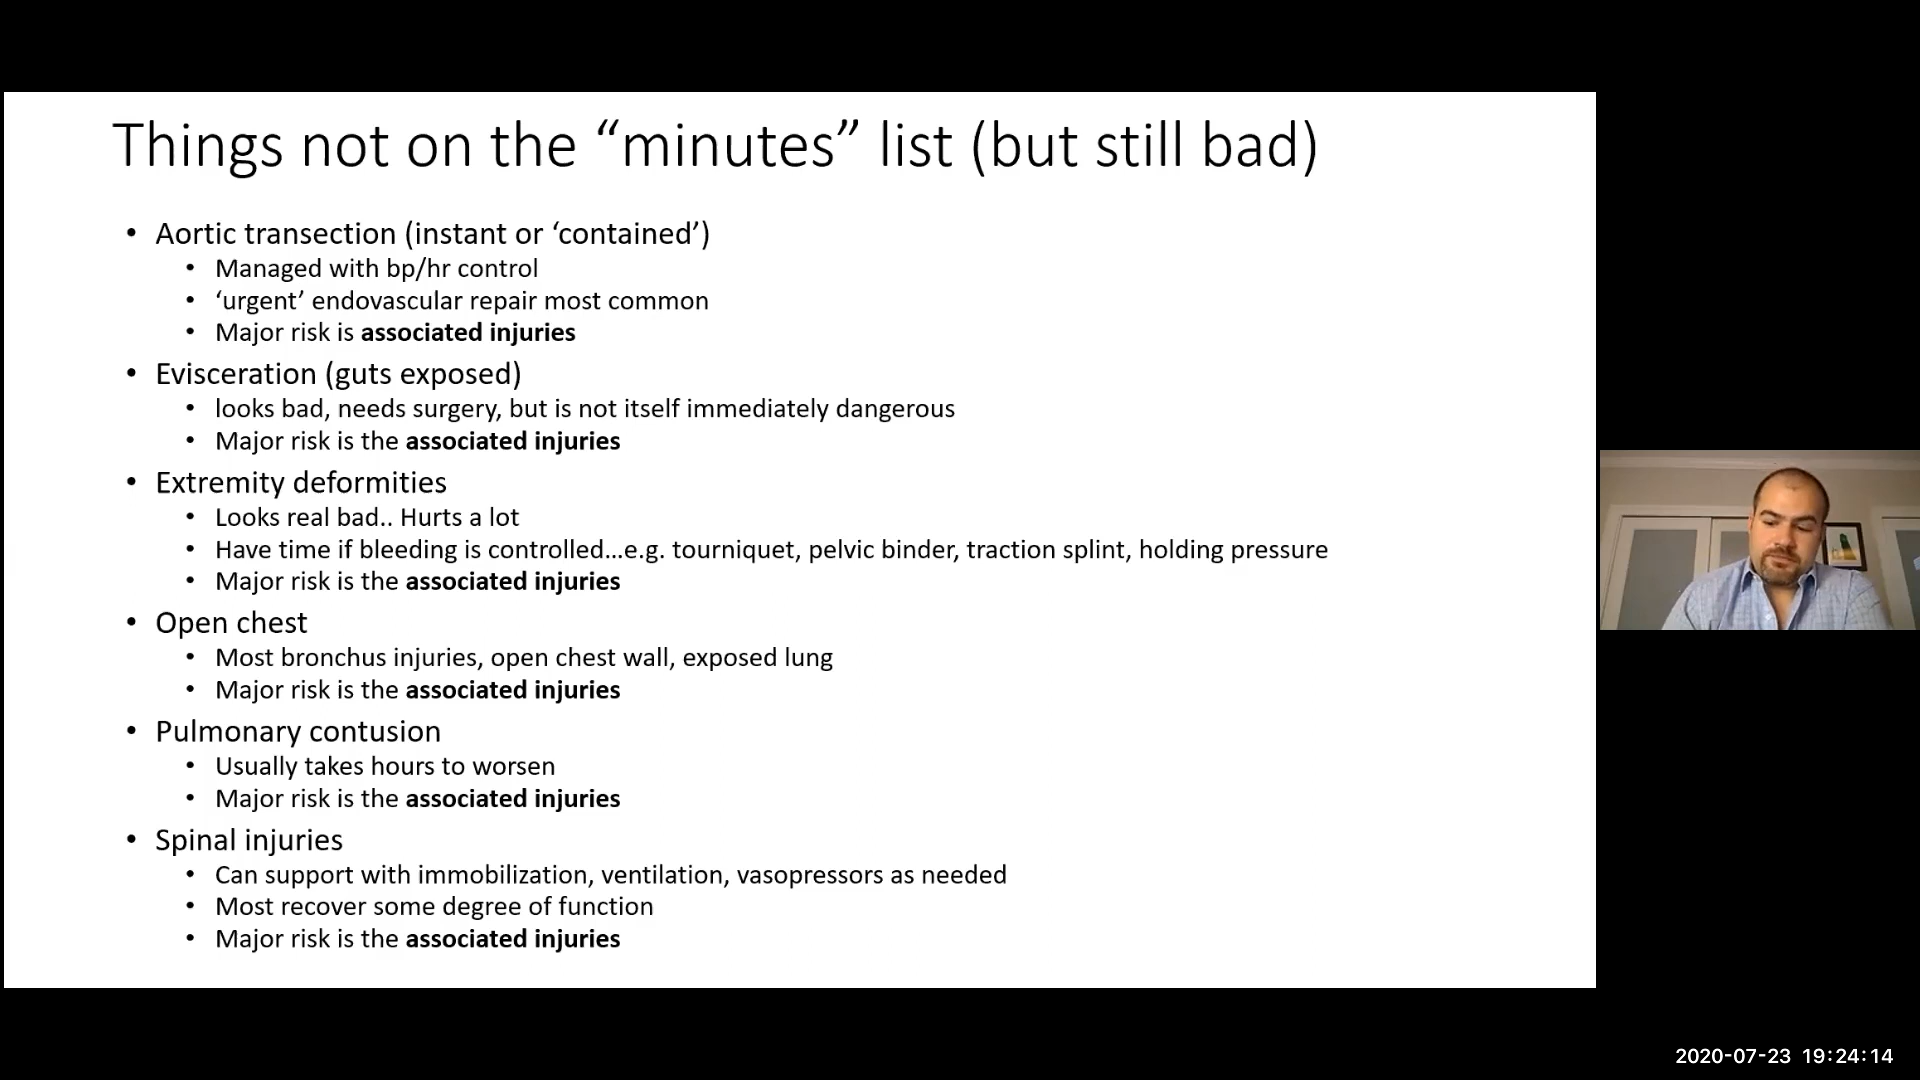 Things not on the “minutes” list (but still bad)
• Aortic transection (instant or ‘contained’)
• Managed with bp/hr control
• ‘urgent’ endovascular repair most common
• Major risk is associated injuries
• Evisceration (guts exposed)
• looks bad, needs surgery, but is not itself immediately dangerous
• Major risk is the associated injuries
• Extremity deformities
• Looks real bad.. Hurts a lot
• Have time if bleeding is controlled…e.g. tourniquet, pelvic binder, traction splint, holding pressure
• Major risk is the associated injuries
• Open chest
• Most bronchus injuries, open chest wall, exposed lung
• Major risk is the associated injuries
• Pulmonary contusion
• Usually takes hours to worsen
• Major risk is the associated injuries
• Spinal injuries
• Can support with immobilization, ventilation, vasopressors as needed
• Most recover some degree of function
• Major risk is the associated injuries
2020-07-23 19:24:14